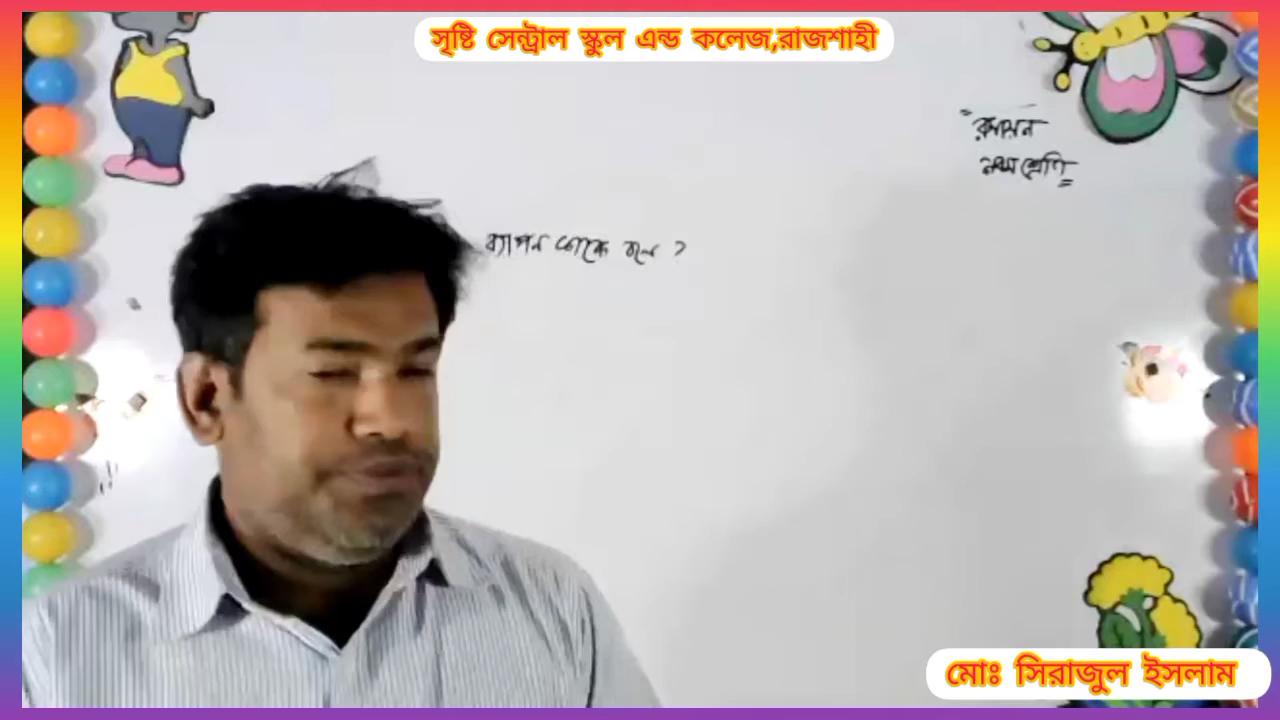 সৃষ্টি সেন্ট্রাল স্কুল এন্ড কলেজ,রাজশাহী
"রসায়ন
নবম শ্রেণি"
ব্যাপন কাকে বলে ?
মোঃ সিরাজুল ইসলাম